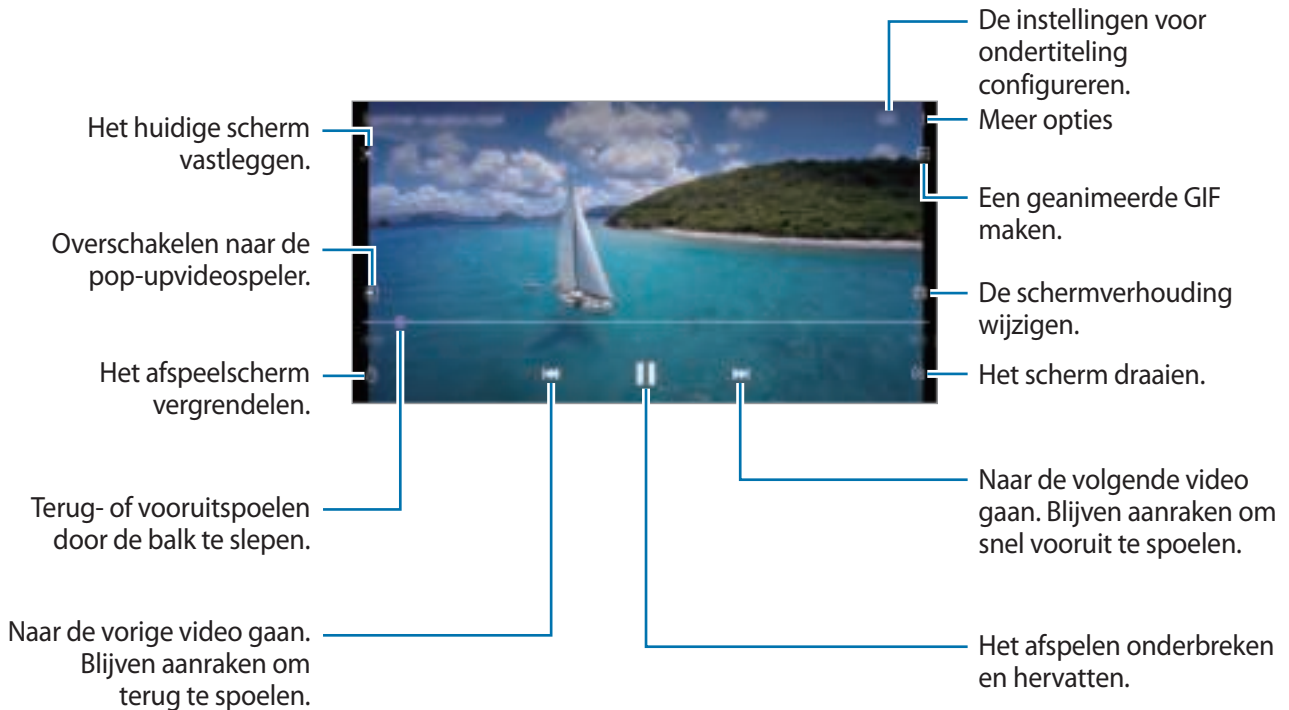 De instellingen voor
ondertiteling
configureren.
Het huidige scherm
vastleggen.
Meer opties
Een geanimeerde GIF
maken.
Overschakelen naar de
pop-upvideospeler.
De schermverhouding
wijzigen.
Het afspeelscherm
vergrendelen.
Het scherm draaien.
Terug- of vooruitspoelen
door de balk te slepen.
Naar de volgende video
gaan. Blijven aanraken om
snel vooruit te spoelen.
Naar de vorige video gaan.
Blijven aanraken om
terug te spoelen.
Het afspelen onderbreken
en hervatten.